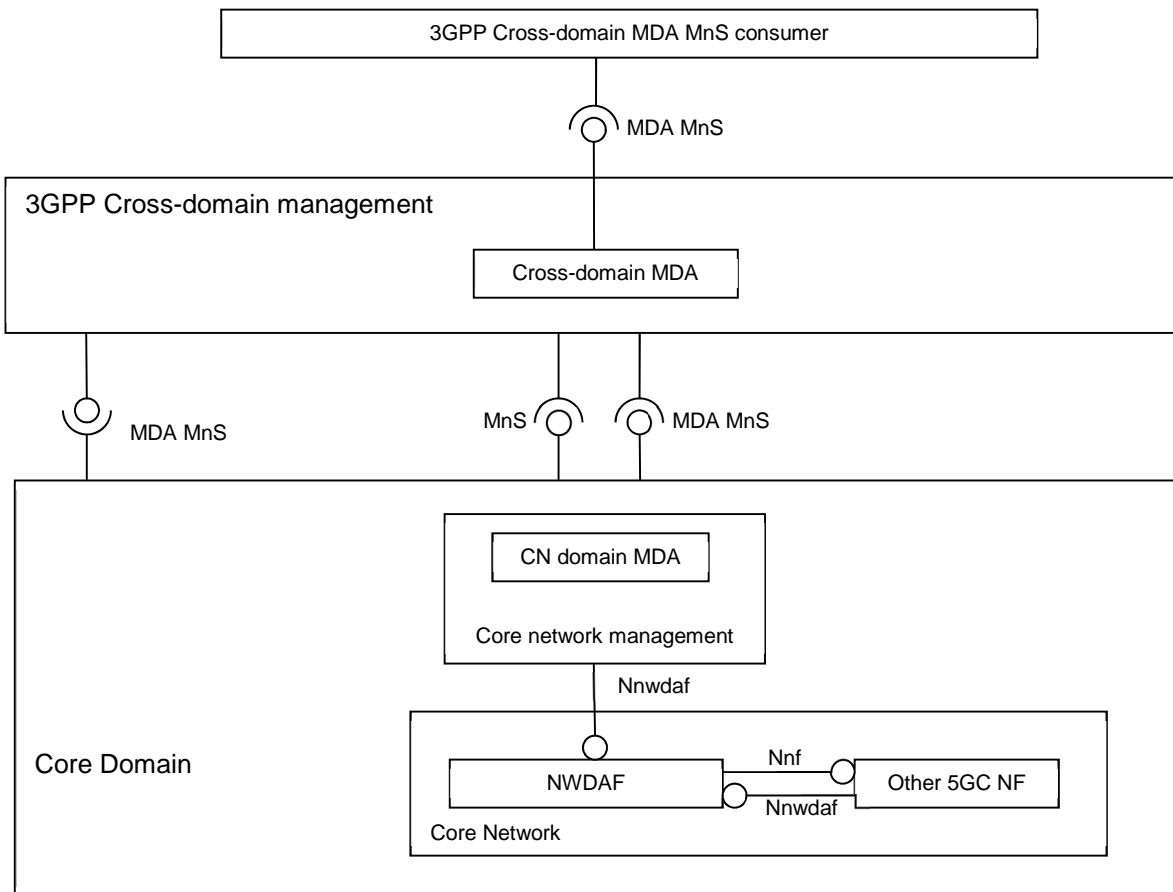 3GPP Cross-domain MDA MnS consumer
MDA MnS
3GPP Cross-domain management
Cross-domain MDA
MDA MnS
MnS
MDA MnS
CN domain MDA
Core network management
Nnwdaf
Core Domain
NWDAF
Nnf
Nnwdaf
Other 5GC NF
Core Network